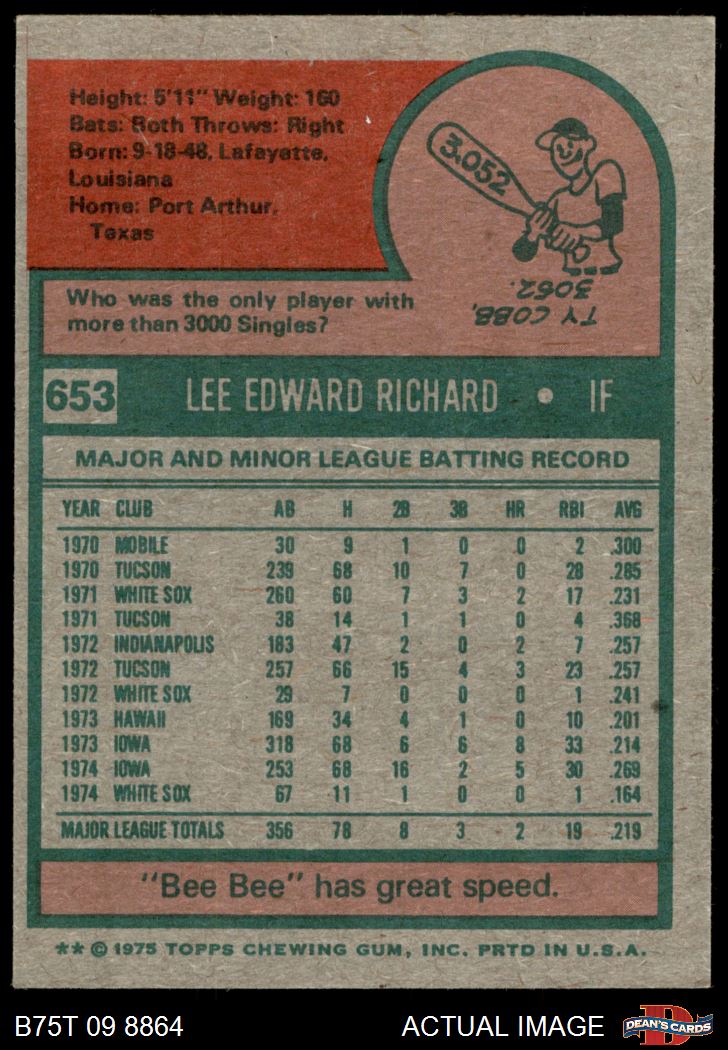 Height: 5'11" Weight: 160
Bats: Both Throws: Right
Born: 9-18-48, Lafayette,
Louisiana
Home: Port Arthur,
Texas
3,052
TY COBB,
3052.
Who was the only player with
more than 3000 Singles?
653 LEE EDWARD RICHARD • IF
MAJOR AND MINOR LEAGUE BATTING RECORD
YEAR CLUB AB H 2B 3B HR RBI AVG
1970 MOBILE 30 9 1 0 0 2 .300
1970 TUCSON 239 68 10 7 0 28 .285
1971 WHITE SOX 260 60 7 3 2 17 .231
1971 TUCSON 38 14 1 1 0 4 .368
1972 INDIANAPOLIS 183 47 2 0 2 7 .257
1972 TUCSON 257 66 15 4 3 23 .257
1972 WHITE SOX 29 7 0 0 0 1 .241
1973 HAWAII 169 34 4 1 0 10 .201
1973 IOWA 318 68 6 6 8 33 .214
1974 IOWA 253 68 16 2 5 30 .269
1974 WHITE SOX 67 11 1 0 0 1 .164
MAJOR LEAGUE TOTALS 356 78 8 3 2 19 .219
"Bee Bee" has great speed.
** © 1975 TOPPS CHEWING GUM, INC. PRTD IN U.S.A.
B75T 09 8864 ACTUAL IMAGE D DEAN'S CARDS